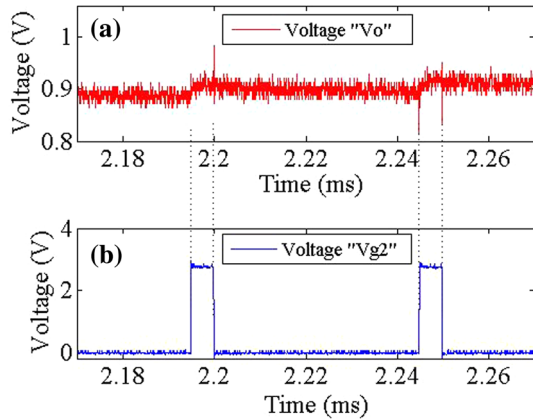 (a)
Voltage "Vo"
Voltage (V)
1
0.9
0.8
2.18 2.2 2.22 2.24 2.26
Time (ms)
(b)
Voltage "Vg2"
Voltage (V)
4
2
0
2.18 2.2 2.22 2.24 2.26
Time (ms)